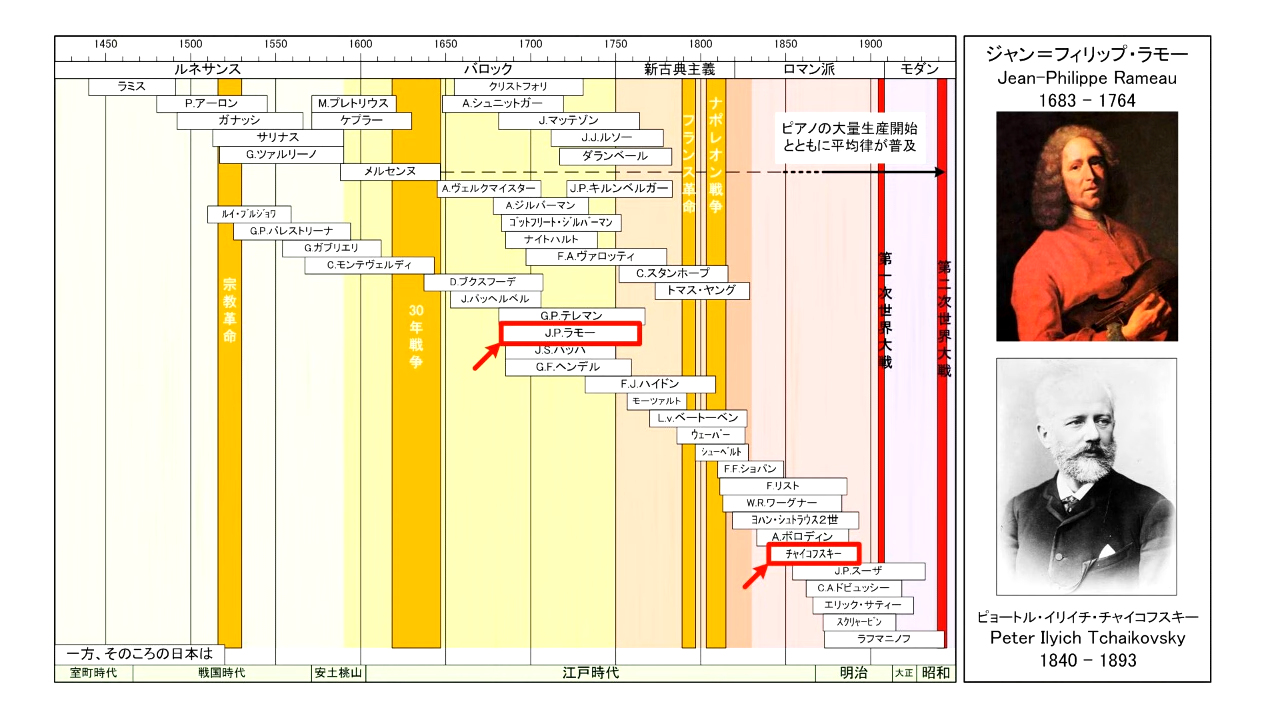 1450 1500 1550 1600 1650 1700 1750 1800 1850 1900
ルネサンス バロック 新古典主義 ロマン派 モダン
ラミス
クリストフォリ
P.アーロン
M.プレトリウス
A.シュニットガー
ガナッシ
ケプラー
J.マッテゾン
サリナス
J.J.ルソー
G.ツァルリーノ
ダランベール
メルセンヌ
A.ヴェルクマイスター
J.P.キルンベルガー
A.ジルバーマン
ルイ・ブルジョワ
ゴットフリート・ジルバーマン
G.P.パレストリーナ
ナイトハルト
G.ガブリエリ
F.A.ヴァロッティ
C.モンテヴェルディ
C.スタンホープ
D.ブクスフーデ
トマス・ヤング
J.パッヘルベル
G.P.テレマン
J.P.ラモー
J.S.バッハ
G.F.ヘンデル
F.J.ハイドン
モーツァルト
L.v.ベートーベン
ウェーバー
シューベルト
F.F.ショパン
F.リスト
W.R.ワーグナー
ヨハン・シュトラウス2世
A.ボロディン
チャイコフスキー
J.P.スーザ
C.A.ドビュッシー
エリック・サティー
スクリャービン
ラフマニノフ
宗教革命
30年戦争
フランス革命
ナポレオン戦争
第一次世界大戦
第二次世界大戦
ピアノの大量生産開始
とともに平均律が普及
一方、そのころの日本は
室町時代 戦国時代 安土桃山 江戸時代 明治 大正 昭和
ジャン＝フィリップ・ラモー
Jean-Philippe Rameau
1683 - 1764
ピョートル・イリイチ・チャイコフスキー
Peter Ilyich Tchaikovsky
1840 - 1893